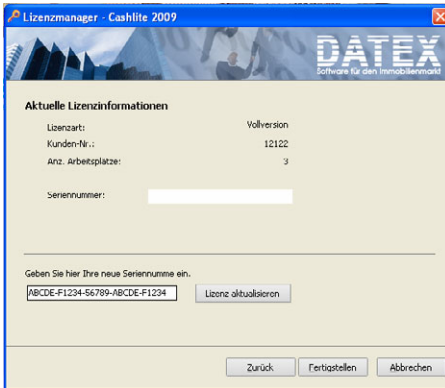 Lizenzmanager - Cashlite 2009
DATEX
Software für den Immobilienmarkt
Aktuelle Lizenzinformationen
Lizenzart: Vollversion
Kunden-Nr.: 12122
Anz. Arbeitsplätze: 3
Seriennummer:
Geben Sie hier Ihre neue Seriennumme ein.
ABCDE-F1234-56789-ABCDE-F1234 Lizenz aktualisieren
Zurück Fertigstellen Abbrechen